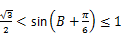 √3/2 < sin(B + π/6) ≤ 1